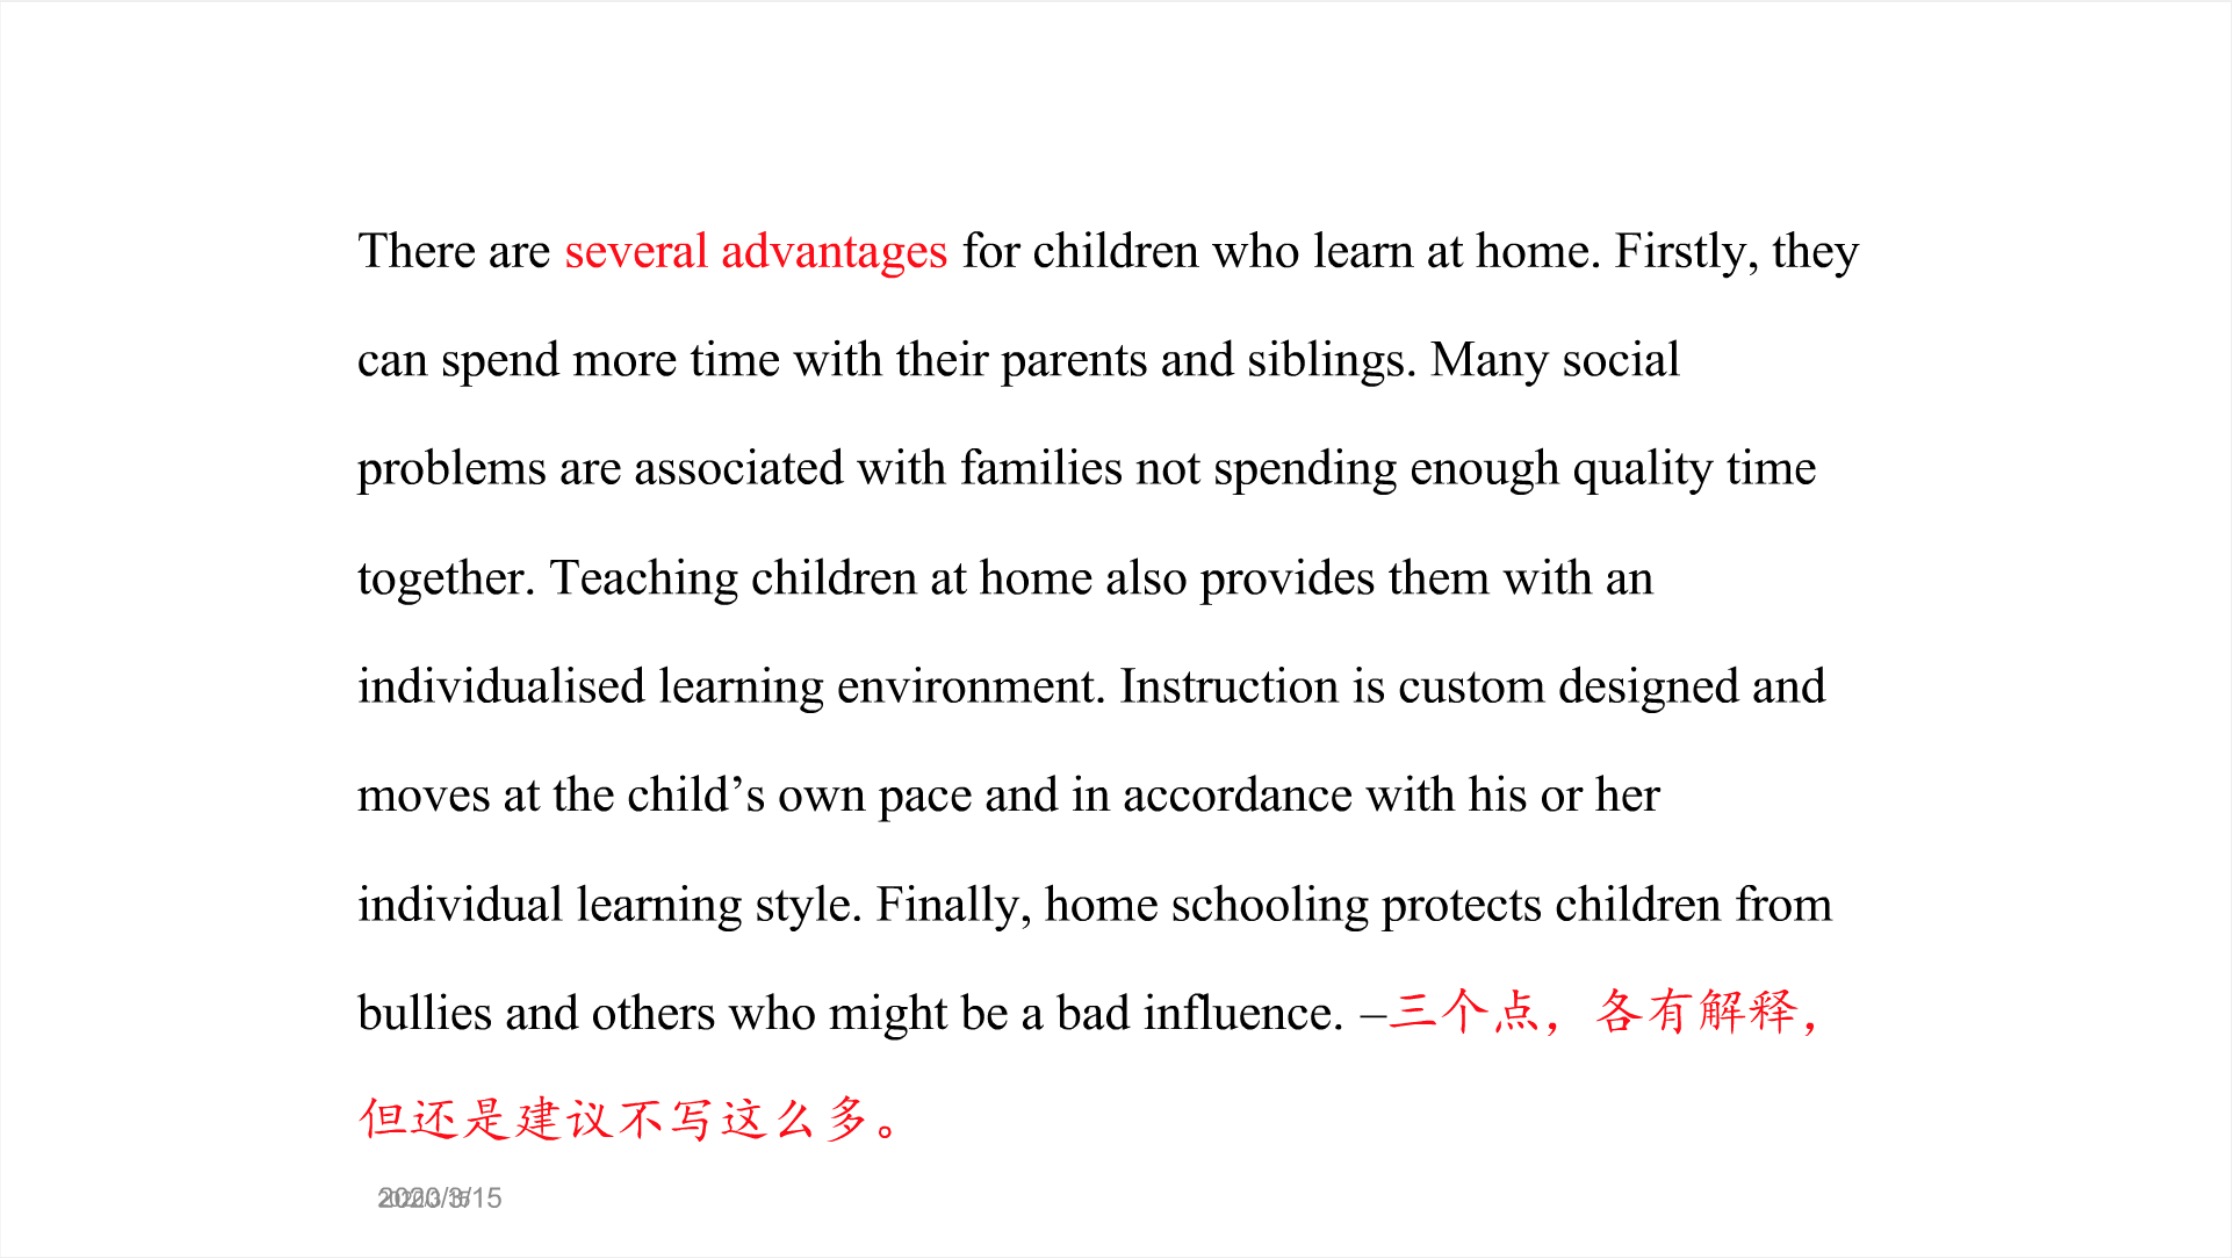 There are several advantages for children who learn at home. Firstly, they
can spend more time with their parents and siblings. Many social
problems are associated with families not spending enough quality time
together. Teaching children at home also provides them with an
individualised learning environment. Instruction is custom designed and
moves at the child’s own pace and in accordance with his or her
individual learning style. Finally, home schooling protects children from
bullies and others who might be a bad influence. –三个点，各有解释，
但还是建议不写这么多。
2020/3/15